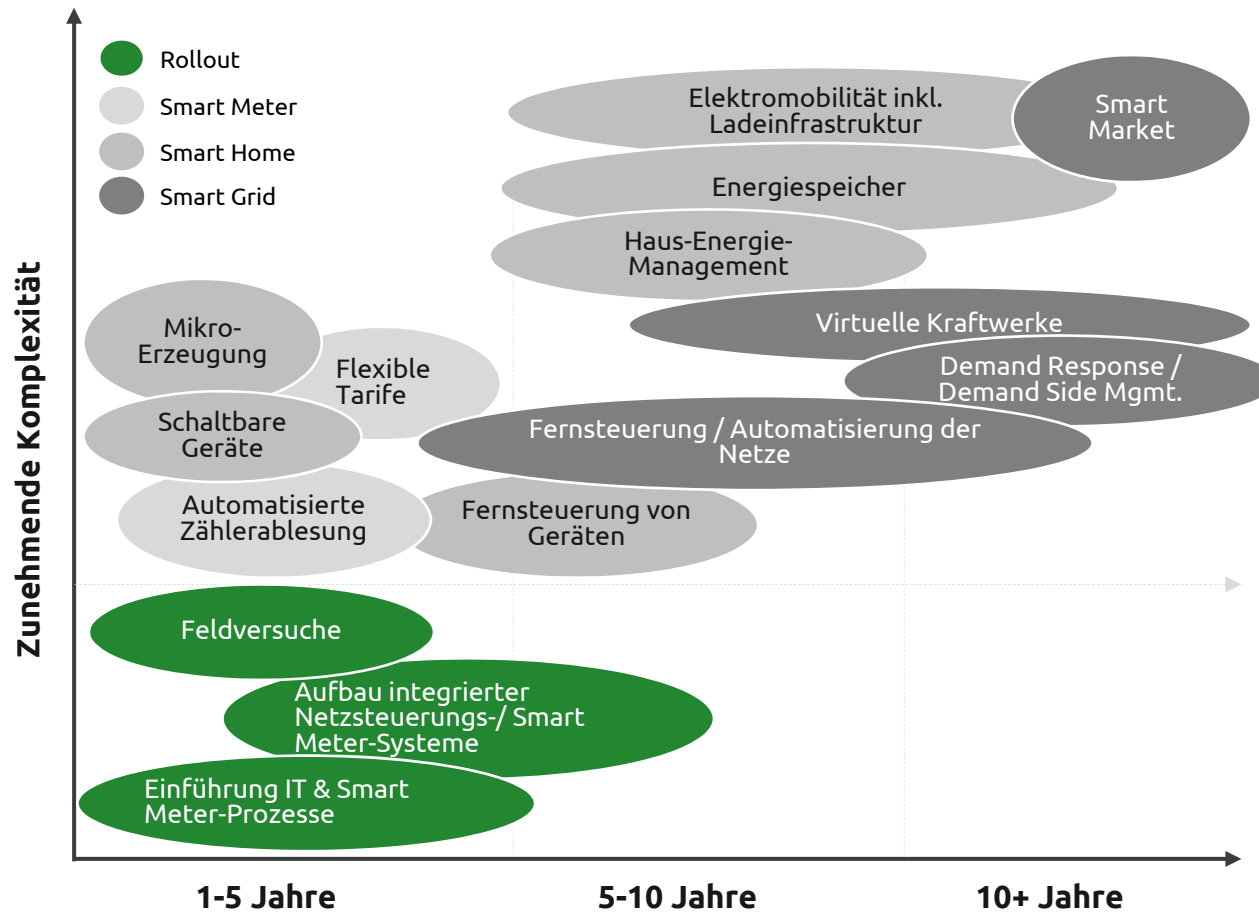 Rollout
Smart Meter
Smart Home
Smart Grid
Zunehmende Komplexität
Elektromobilität inkl.
Ladeinfrastruktur
Smart
Market
Energiespeicher
Haus-Energie-
Management
Mikro-
Erzeugung
Virtuelle Kraftwerke
Flexible
Tarife
Demand Response /
Demand Side Mgmt.
Schaltbare
Geräte
Fernsteuerung / Automatisierung der
Netze
Automatisierte
Zählerablesung
Fernsteuerung von
Geräten
Feldversuche
Aufbau integrierter
Netzsteuerungs-/ Smart
Meter-Systeme
Einführung IT & Smart
Meter-Prozesse
1-5 Jahre
5-10 Jahre
10+ Jahre